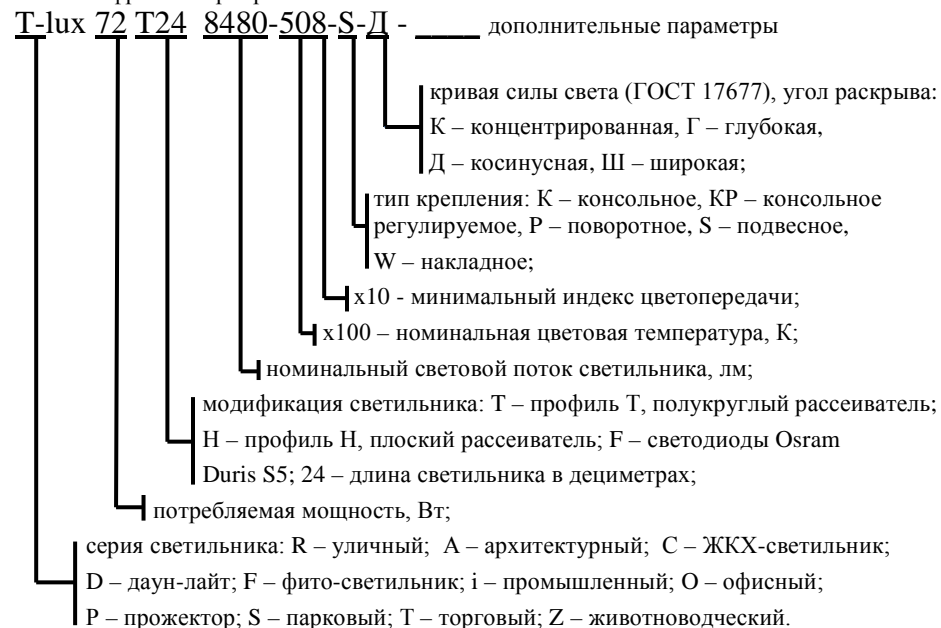 T-lux 72 T24 8480-508-S-Д - _____ дополнительные параметры
кривая силы света (ГОСТ 17677), угол раскрыва:
К – концентрированная, Г – глубокая,
Д – косинусная, Ш – широкая;
тип крепления: К – консольное, КР – консольное
регулируемое, Р – поворотное, S – подвесное,
W – накладное;
х10 - минимальный индекс цветопередачи;
х100 – номинальная цветовая температура, К;
номинальный световой поток светильника, лм;
модификация светильника: Т – профиль Т, полукруглый рассеиватель;
Н – профиль Н, плоский рассеиватель; F – светодиоды Osram
Duris S5; 24 – длина светильника в дециметрах;
потребляемая мощность, Вт;
серия светильника: R – уличный; А – архитектурный; С – ЖКХ-светильник;
D – даун-лайт; F – фито-светильник; i – промышленный; О – офисный;
Р – прожектор; S – парковый; Т – торговый; Z – животноводческий.